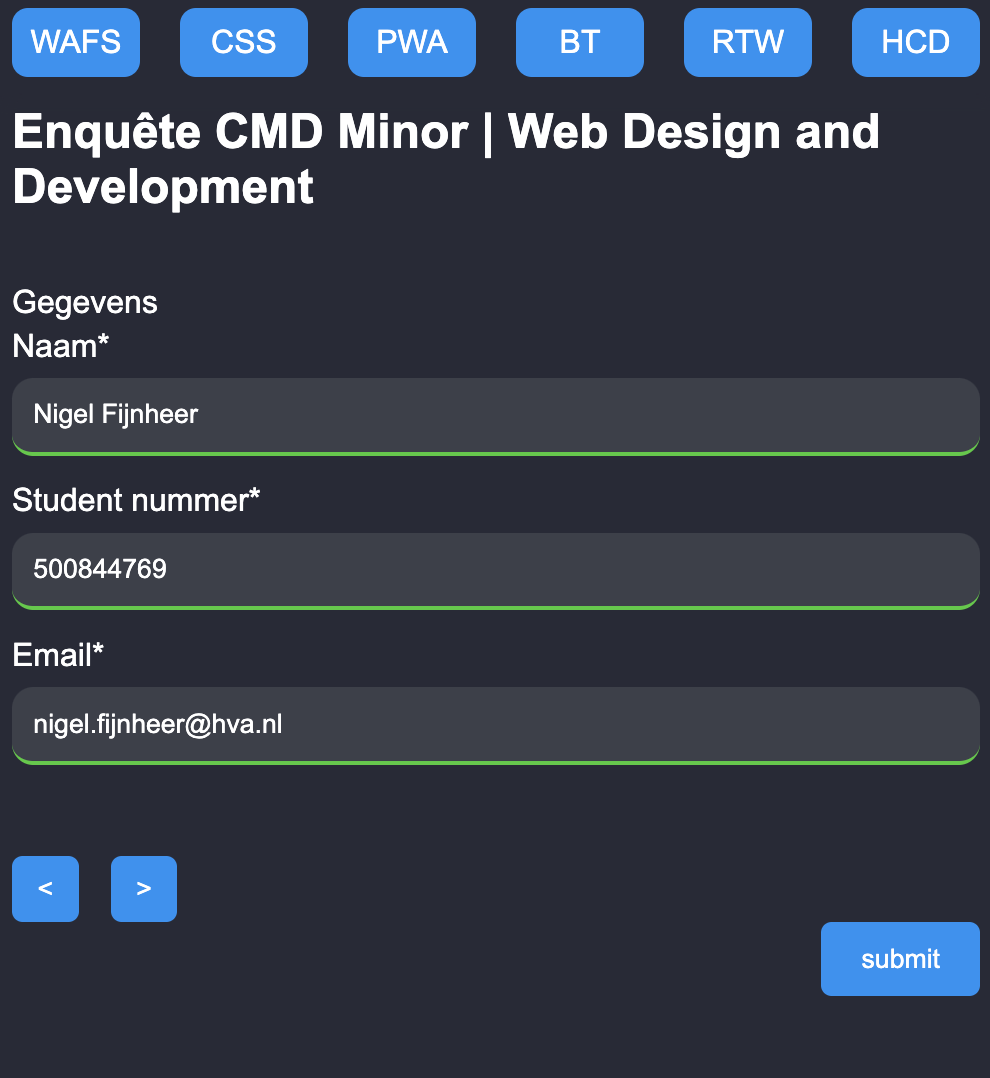 WAFS CSS PWA BT RTW HCD
Enquête CMD Minor | Web Design and
Development
Gegevens
Naam*
Nigel Fijnheer
Student nummer*
500844769
Email*
nigel.fijnheer@hva.nl
< >
submit